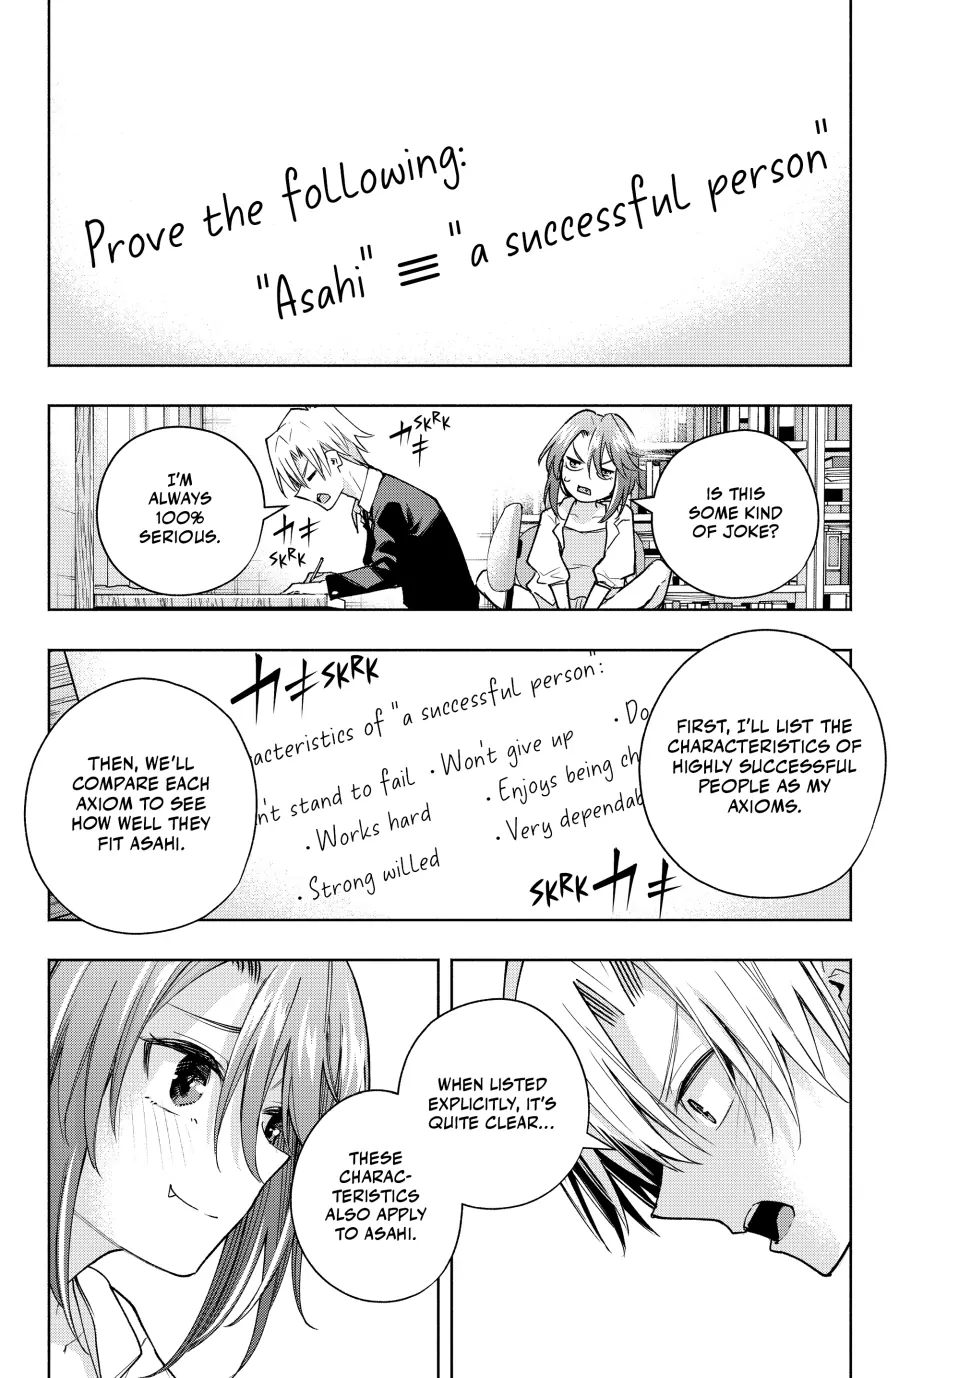 Prove the following:
"Asahi" ≡ "a successful person"
IS THIS
SOME KIND
OF JOKE?
SKRK
カキ
I'M
ALWAYS
100%
SERIOUS.
カキ
SKRK
FIRST, I'LL LIST THE
CHARACTERISTICS OF
HIGHLY SUCCESSFUL
PEOPLE AS MY
AXIOMS.
カキ SKRK
acteristics of "a successful person":
n't stand to fail
• Won't give up
• Do
• Works hard
• Enjoys being ch
• Strong willed
• Very dependab
SKRK カキ
THEN, WE'LL
COMPARE EACH
AXIOM TO SEE
HOW WELL THEY
FIT ASAHI.
WHEN LISTED
EXPLICITLY, IT'S
QUITE CLEAR...
THESE
CHARAC-
TERISTICS
ALSO APPLY
TO ASAHI.